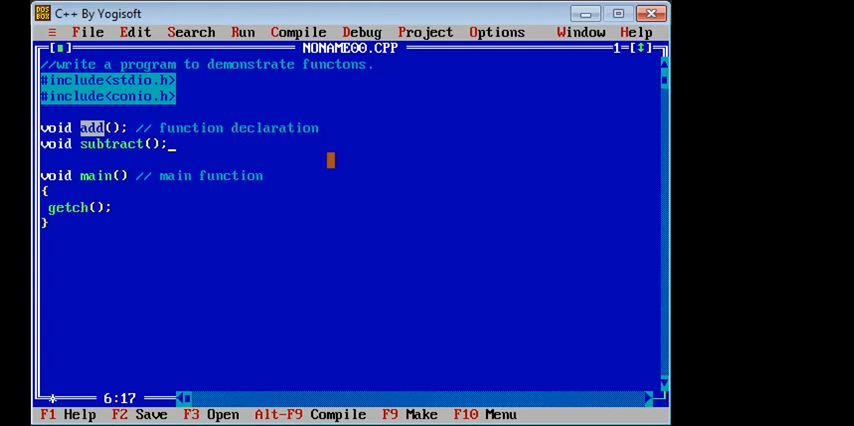 DOS BOX C++ By Yogisoft
≡ File Edit Search Run Compile Debug Project Options Window Help
[■] NONAME00.CPP 1 [↕]
//write a program to demonstrate functons.
#include<stdio.h>
#include<conio.h>
void add(); // function declaration
void subtract();_
void main() // main function
{
getch();
}
* 6:17
F1 Help F2 Save F3 Open Alt-F9 Compile F9 Make F10 Menu